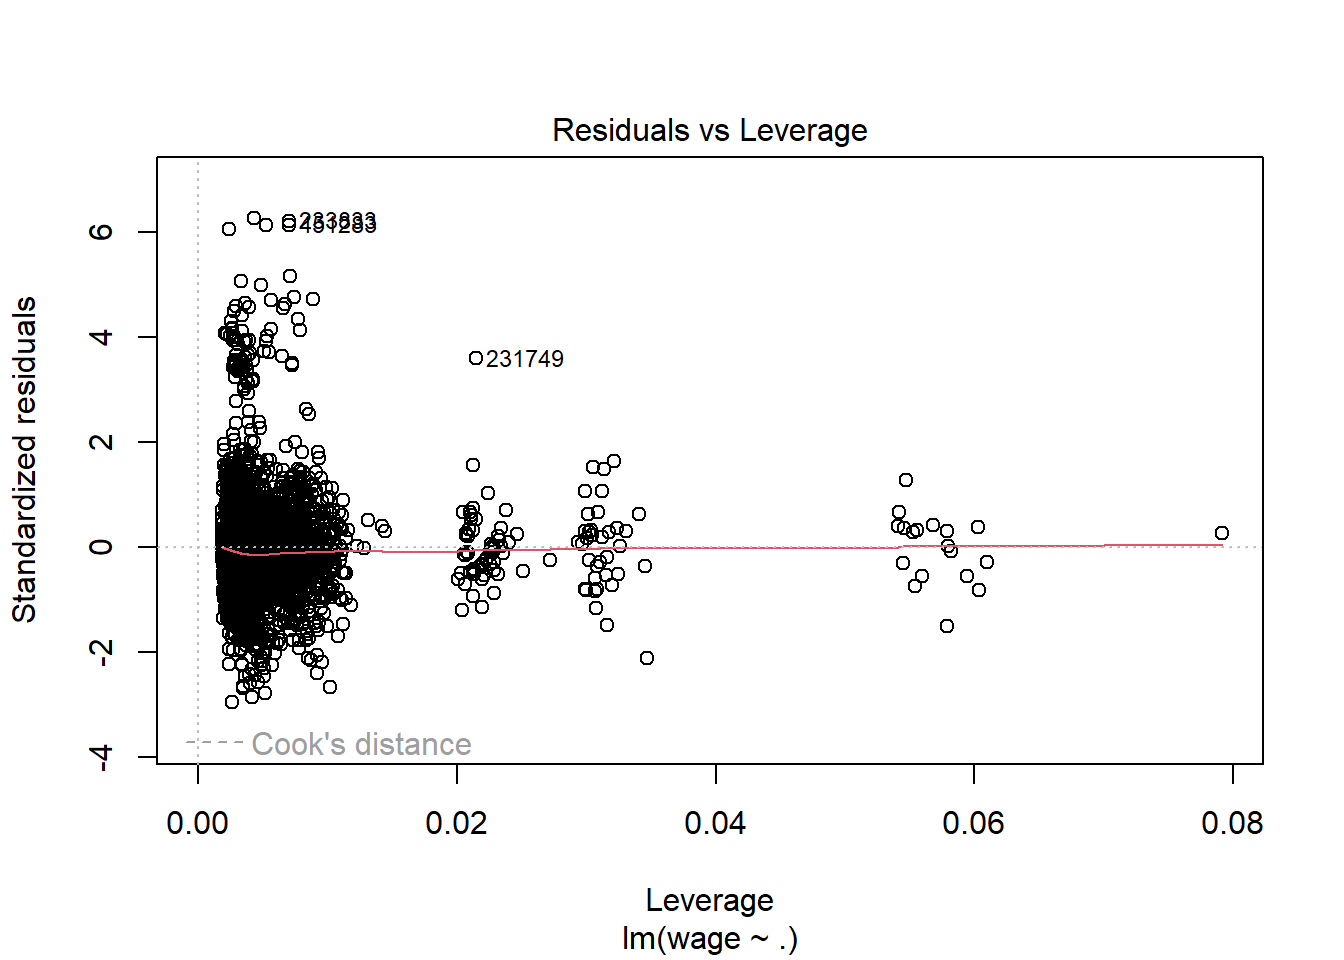 Residuals vs Leverage
Standardized residuals
6
4
2
0
-2
-4
231749
Cook's distance
0.00 0.02 0.04 0.06 0.08
Leverage
lm(wage ~ .)